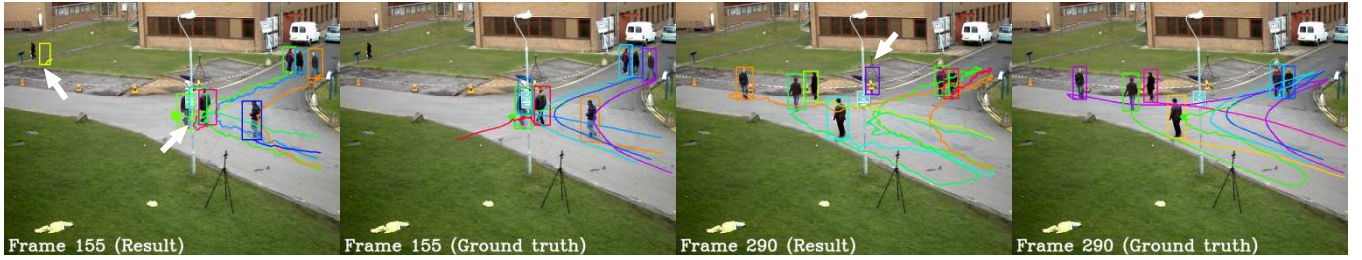 Frame 155 (Result)
Frame 155 (Ground truth)
Frame 290 (Result)
Frame 290 (Ground truth)